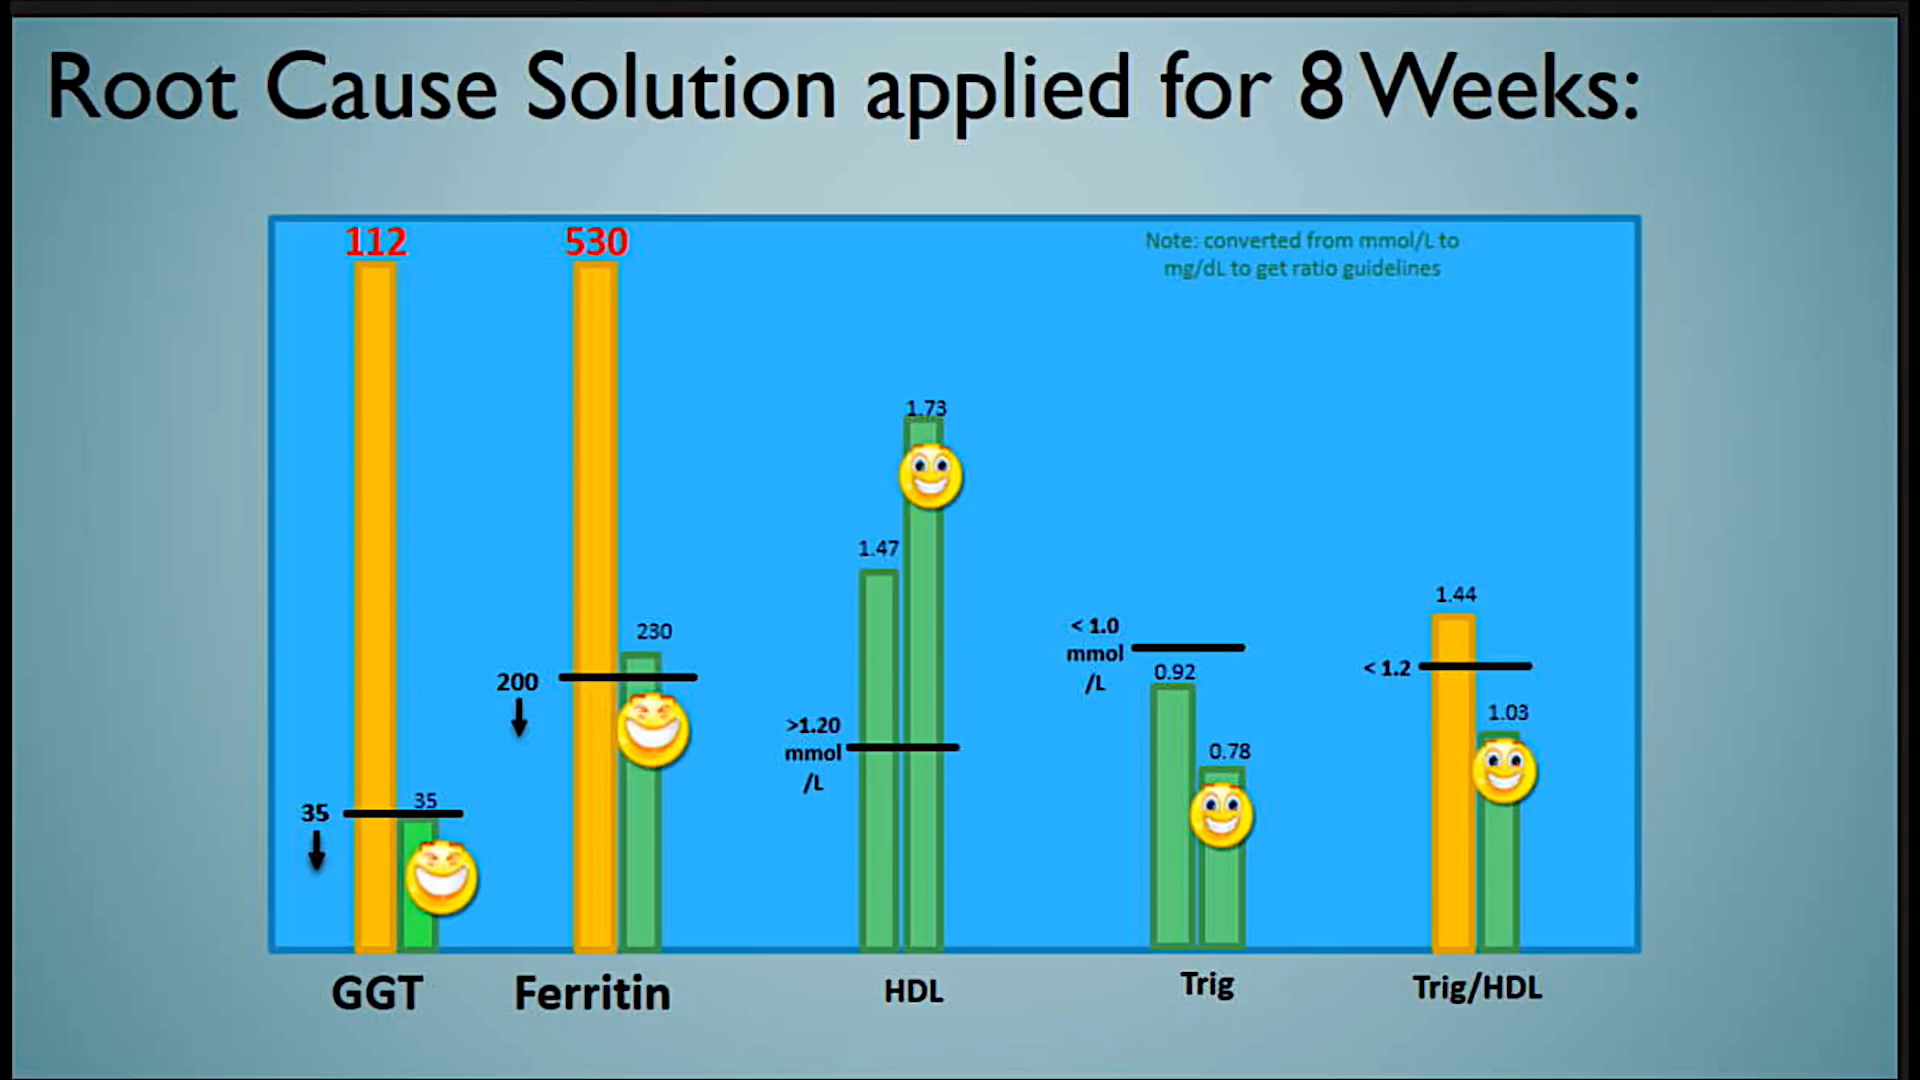 Root Cause Solution applied for 8 Weeks:
112
530
Note: converted from mmol/L to
mg/dL to get ratio guidelines
1.73
1.47
1.44
< 1.0
mmol
/L
230
200
0.92
< 1.2
>1.20
mmol
/L
1.03
0.78
35
35
GGT
Ferritin
HDL
Trig
Trig/HDL